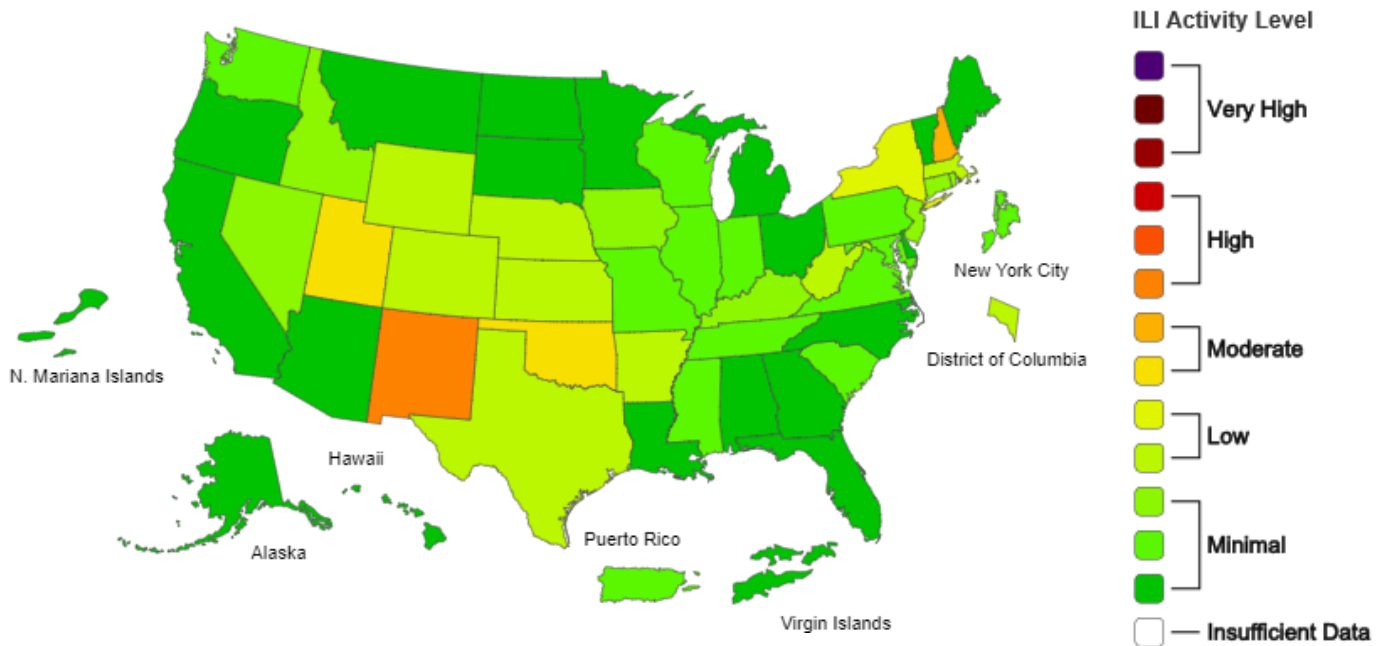 ILI Activity Level
Very High
High
Moderate
Low
Minimal
Insufficient Data
New York City
District of Columbia
N. Mariana Islands
Hawaii
Alaska
Puerto Rico
Virgin Islands